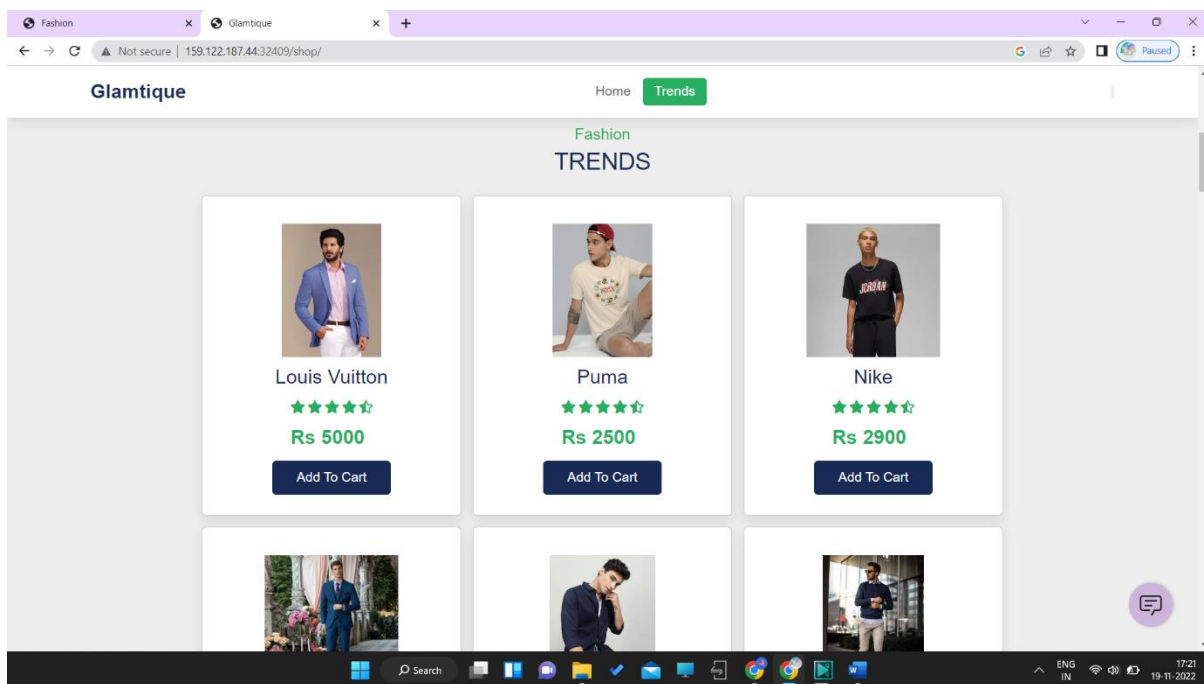 Fashion
Glamtique
Not secure | 159.122.187.44:32409/shop/
Paused
Glamtique
Home
Trends
Fashion
TRENDS
JORDAN
Louis Vuitton
Puma
Nike
Rs 5000
Rs 2500
Rs 2900
Add To Cart
Add To Cart
Add To Cart
Search
ENG
IN
17:21
19-11-2022